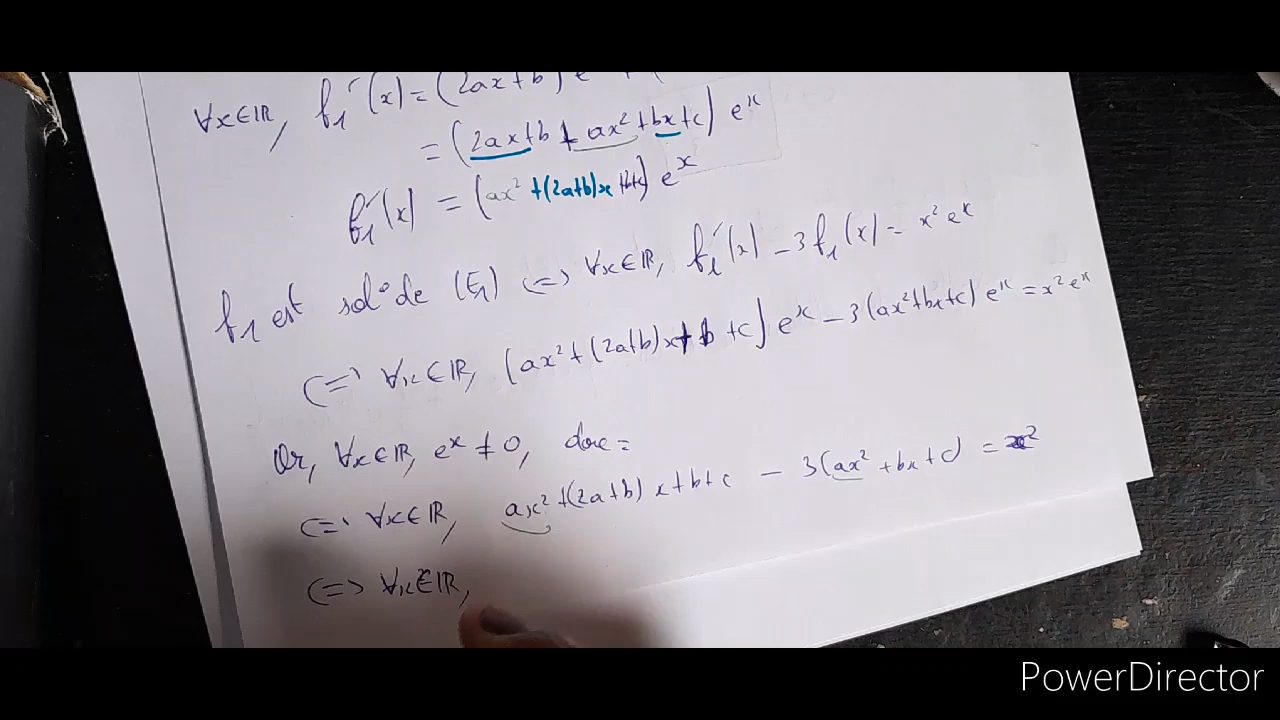 ∀x∈ℝ, f₁'(x) = (2ax+b) e
= (2ax+b + ax² + bx + c) eˣ
f₁'(x) = (ax² + (2a+b)x + b+c) eˣ
f₁ est sol° de (E₁) <=> ∀x∈ℝ, f₁'(x) - 3f₁(x) = x² eˣ
<=> ∀x∈ℝ, (ax² + (2a+b)x + b + c) eˣ - 3(ax²+bx+c) eˣ = x² eˣ
Or, ∀x∈ℝ, eˣ ≠ 0, donc =
<=> ∀x∈ℝ, ax² + (2a+b) x + b + c - 3(ax² + bx + c) = x²
<=> ∀x∈ℝ,
PowerDirector